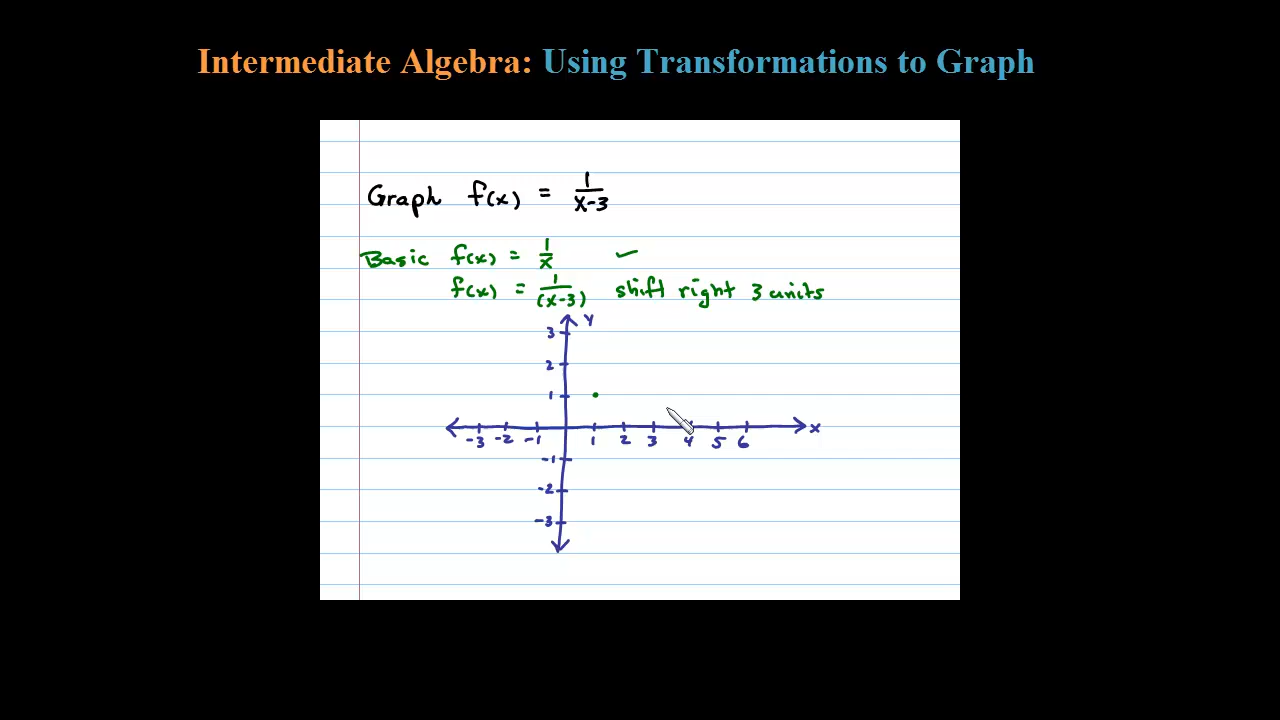 Intermediate Algebra: Using Transformations to Graph
Graph f(x) = 1/x-3
Basic f(x) = 1/x ✓
f(x) = 1/(x-3) shift right 3 units
Y
3
2
1
-3 -2 -1 1 2 3 4 5 6 x
-1
-2
-3